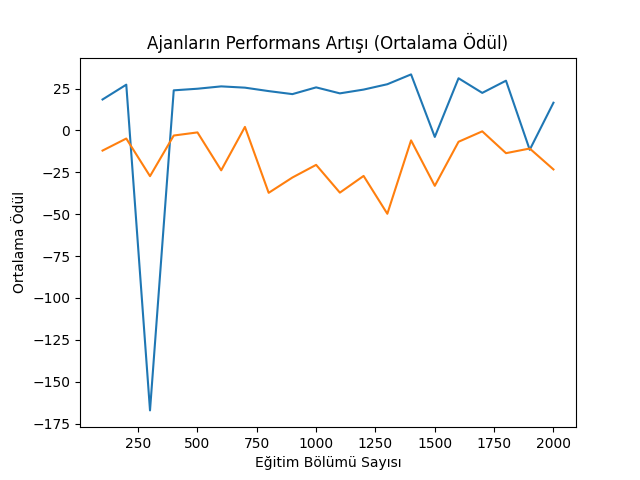 Ajanların Performans Artışı (Ortalama Ödül)
Ortalama Ödül
25
0
−25
−50
−75
−100
−125
−150
−175
250 500 750 1000 1250 1500 1750 2000
Eğitim Bölümü Sayısı